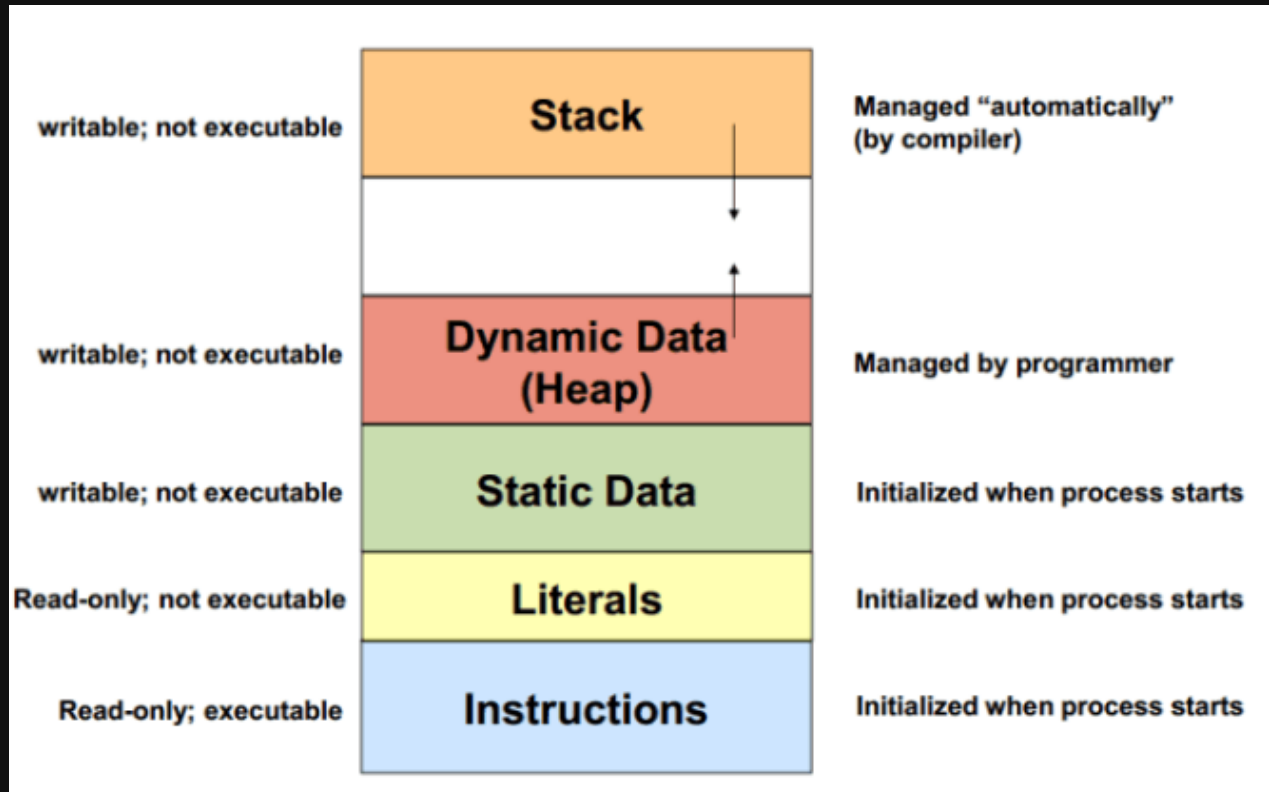 Stack
writable; not executable
Managed “automatically”
(by compiler)
Dynamic Data
(Heap)
writable; not executable
Managed by programmer
writable; not executable
Static Data
Initialized when process starts
Read-only; not executable
Literals
Initialized when process starts
Read-only; executable
Instructions
Initialized when process starts